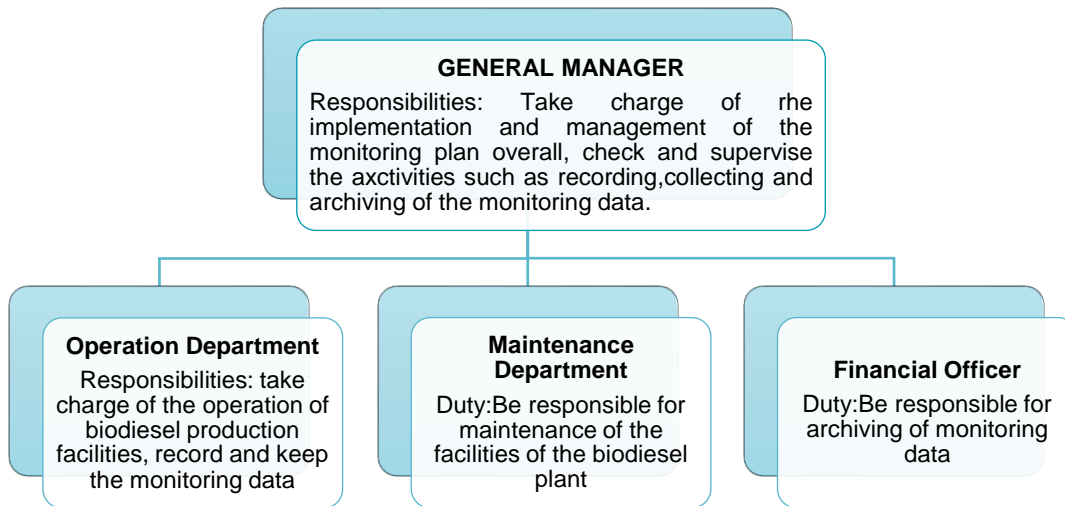 GENERAL MANAGER
Responsibilities: Take charge of rhe
implementation and management of the
monitoring plan overall, check and supervise
the axctivities such as recording,collecting and
archiving of the monitoring data.
Operation Department
Responsibilities: take
charge of the operation of
biodiesel production
facilities, record and keep
the monitoring data
Maintenance
Department
Duty:Be responsible for
maintenance of the
facilities of the biodiesel
plant
Financial Officer
Duty:Be responsible for
archiving of monitoring
data